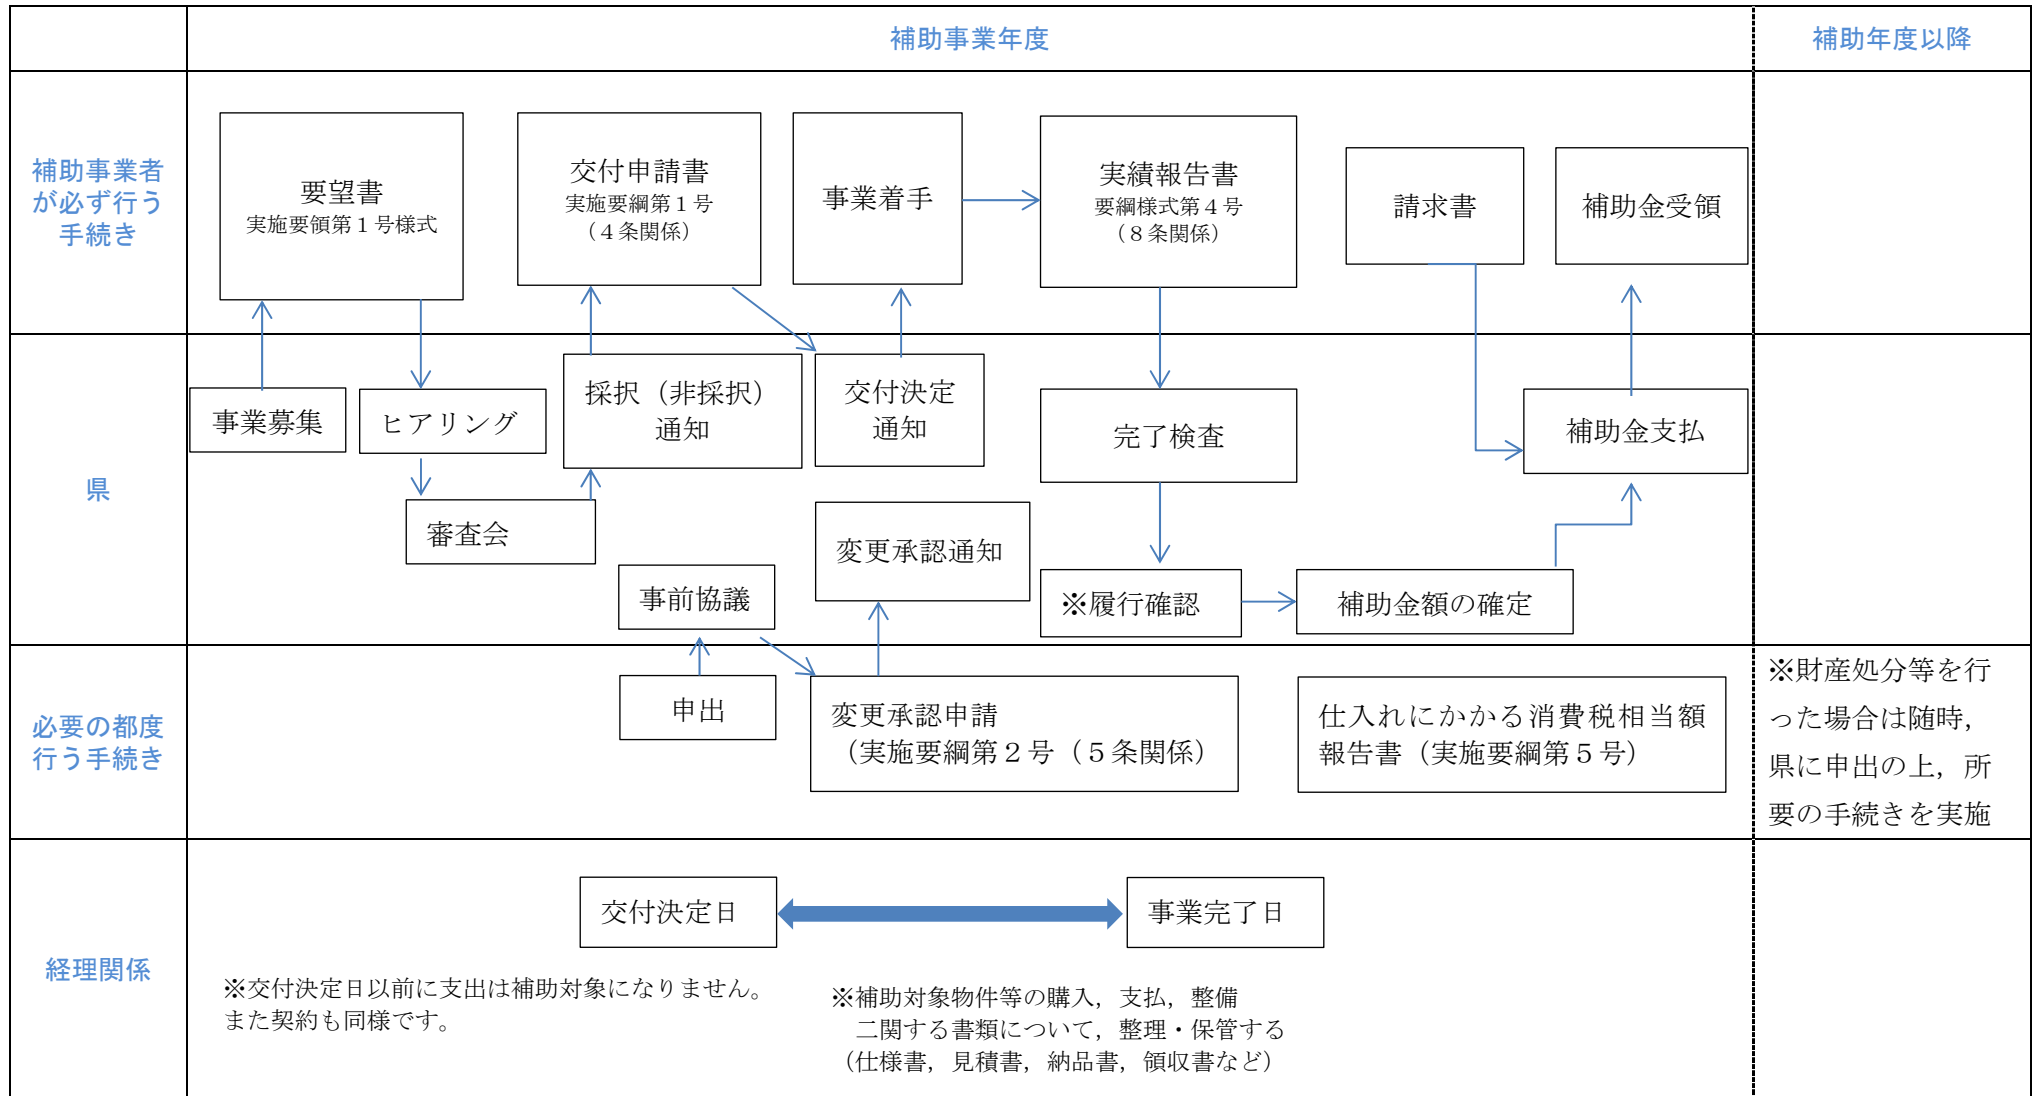 補助事業年度
補助年度以降
補助事業者
が必ず行う
手続き
要望書
実施要領第１号様式
交付申請書
実施要綱第１号
（４条関係）
事業着手
実績報告書
要綱様式第４号
（８条関係）
請求書
補助金受領
県
事業募集
ヒアリング
審査会
採択（非採択）
通知
交付決定
通知
完了検査
補助金支払
変更承認通知
事前協議
※履行確認
補助金額の確定
必要の都度
行う手続き
申出
変更承認申請
（実施要綱第２号（５条関係）
仕入れにかかる消費税相当額
報告書（実施要綱第５号）
※財産処分等を行
った場合は随時，
県に申出の上，所
要の手続きを実施
経理関係
交付決定日
事業完了日
※交付決定日以前に支出は補助対象になりません。
また契約も同様です。
※補助対象物件等の購入，支払，整備
二関する書類について，整理・保管する
（仕様書，見積書，納品書，領収書など）